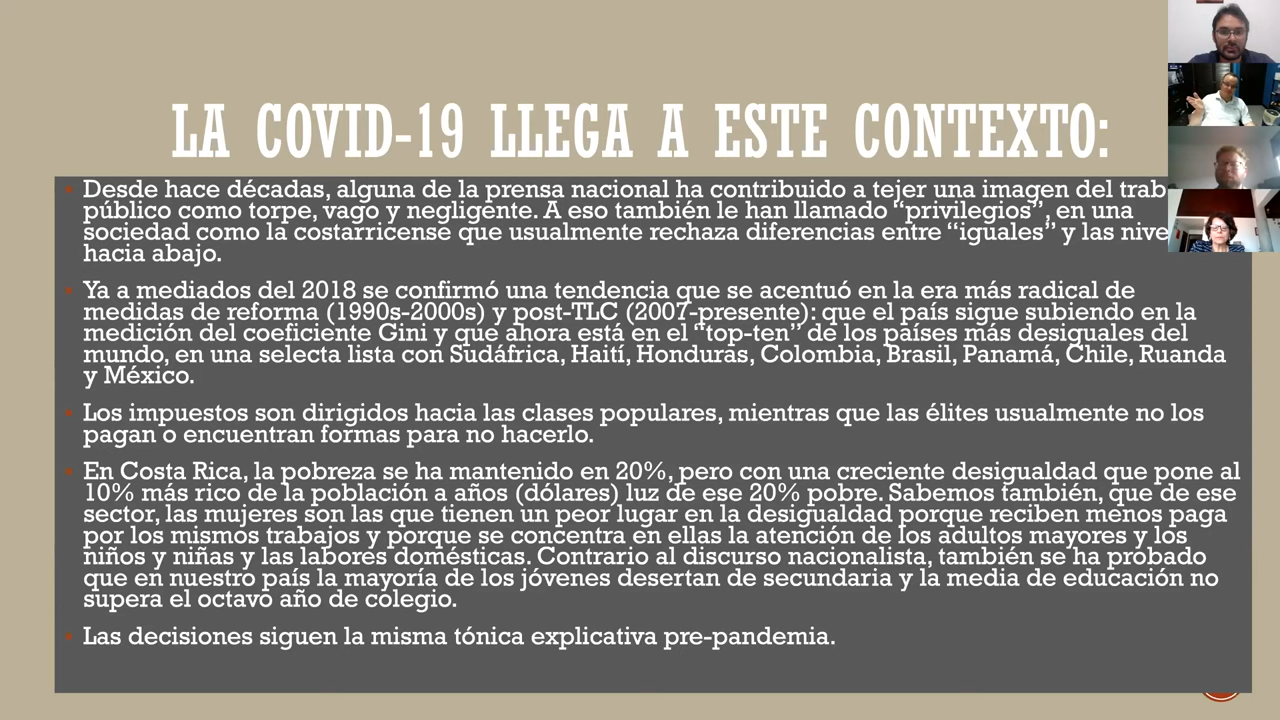 LA COVID-19 LLEGA A ESTE CONTEXTO:
Desde hace décadas, alguna de la prensa nacional ha contribuido a tejer una imagen del
público como torpe, vago y negligente. A eso también le han llamado “privilegios”, en una
sociedad como la costarricense que usualmente rechaza diferencias entre “iguales” y las
hacia abajo.
Ya a mediados del 2018 se confirmó una tendencia que se acentuó en la era más radical de
medidas de reforma (1990s-2000s) y post-TLC (2007-presente): que el país sigue subiendo en la
medición del coeficiente Gini y que ahora está en el “top-ten” de los países más desiguales del
mundo, en una selecta lista con Sudáfrica, Haití, Honduras, Colombia, Brasil, Panamá, Chile, Ruanda
y México.
Los impuestos son dirigidos hacia las clases populares, mientras que las élites usualmente no los
pagan o encuentran formas para no hacerlo.
En Costa Rica, la pobreza se ha mantenido en 20%, pero con una creciente desigualdad que pone al
10% más rico de la población a años (dólares) luz de ese 20% pobre. Sabemos también, que de ese
sector, las mujeres son las que tienen un peor lugar en la desigualdad porque reciben menos paga
por los mismos trabajos y porque se concentra en ellas la atención de los adultos mayores y los
niños y niñas y las labores domésticas. Contrario al discurso nacionalista, también se ha probado
que en nuestro país la mayoría de los jóvenes desertan de secundaria y la media de educación no
supera el octavo año de colegio.
Las decisiones siguen la misma tónica explicativa pre-pandemia.